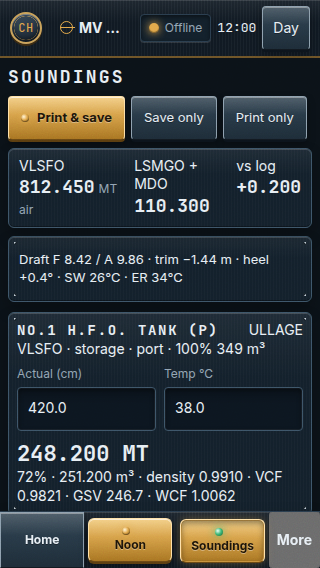 CH MV ... Offline 12:00 Day
SOUNDINGS
Print & save Save only Print only
VLSFO LSMGO + MDO vs log
812.450 MT 110.300 +0.200
air
Draft F 8.42 / A 9.86 · trim −1.44 m · heel
+0.4° · SW 26°C · ER 34°C
NO.1 H.F.O. TANK (P) ULLAGE
VLSFO · storage · port · 100% 349 m³
Actual (cm) Temp °C
420.0 38.0
248.200 MT
72% · 251.200 m³ · density 0.9910 · VCF
0.9821 · GSV 246.7 · WCF 1.0062
Home Noon Soundings More